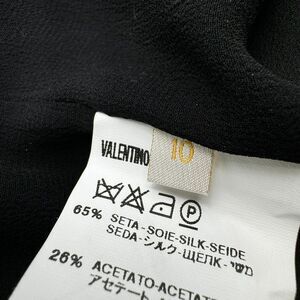 VALENTINO
10
P
65% SETA-SOIE-SILK-SEIDE
SEDA-シルク-ШЕЛК-משי
26% ACETATO-ACETAT
アセテート